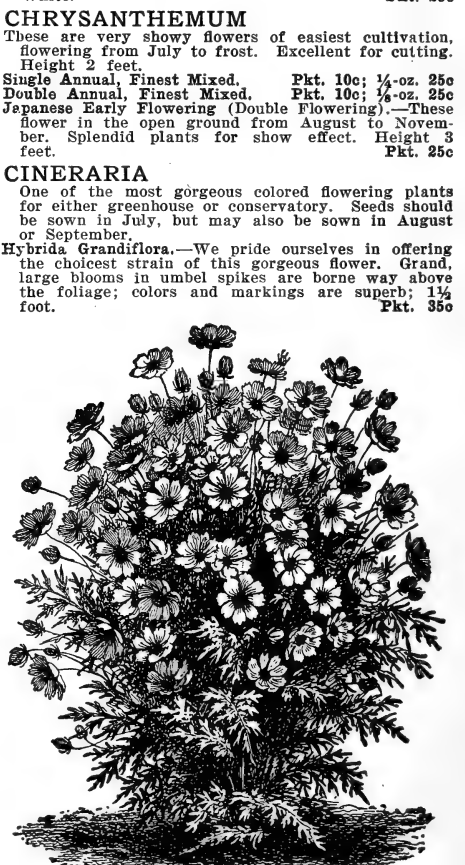 CHRYSANTHEMUM
These are very showy flowers of easiest cultivation,
flowering from July to frost. Excellent for cutting.
Height 2 feet.
Single Annual, Finest Mixed. Pkt. 10c; ¼-oz. 25c
Double Annual, Finest Mixed. Pkt. 10c; ⅛-oz. 25c
Japanese Early Flowering (Double Flowering).—These
flower in the open ground from August to Novem-
ber. Splendid plants for show effect. Height 3
feet. Pkt. 25c
CINERARIA
One of the most gorgeous colored flowering plants
for either greenhouse or conservatory. Seeds should
be sown in July, but may also be sown in August
or September.
Hybrida Grandiflora.—We pride ourselves in offering
the choicest strain of this gorgeous flower. Grand,
large blooms in umbel spikes are borne way above
the foliage; colors and markings are superb; 1½
foot. Pkt. 35c